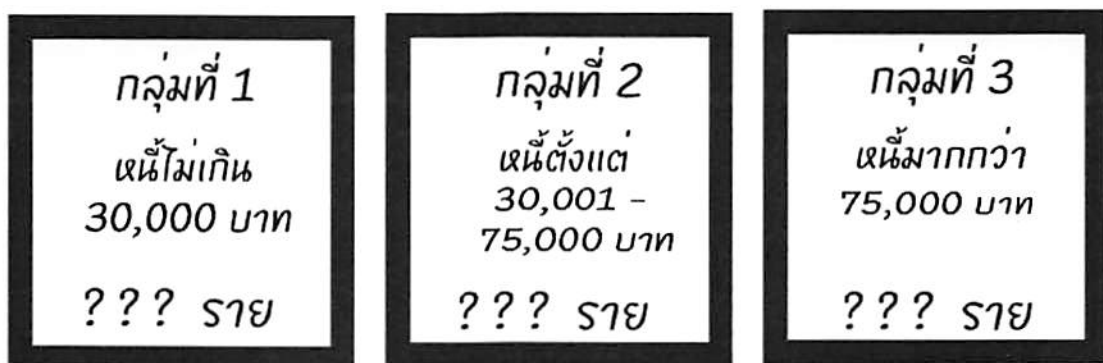 กลุ่มที่ 1
หนี้ไม่เกิน
30,000 บาท
??? ราย
กลุ่มที่ 2
หนี้ตั้งแต่
30,001 -
75,000 บาท
??? ราย
กลุ่มที่ 3
หนี้มากกว่า
75,000 บาท
??? ราย